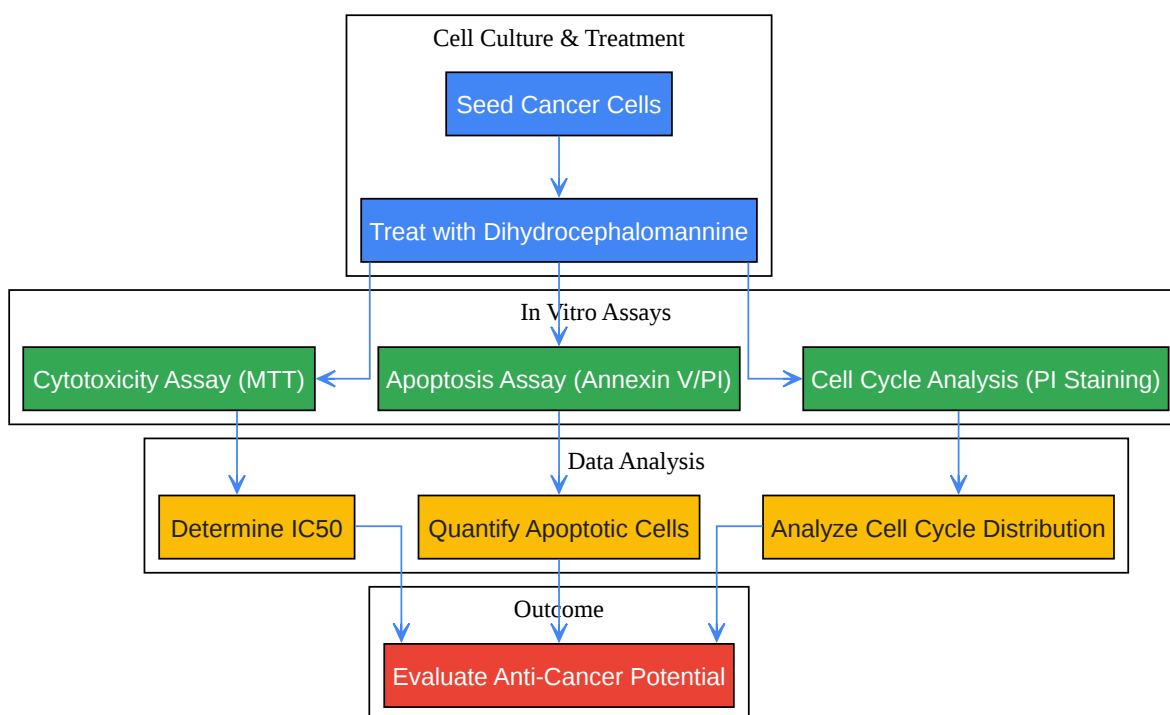 Cell Culture & Treatment
Seed Cancer Cells
Treat with Dihydrocephalomannine
In Vitro Assays
Cytotoxicity Assay (MTT)
Apoptosis Assay (Annexin V/PI)
Cell Cycle Analysis (PI Staining)
Data Analysis
Determine IC50
Quantify Apoptotic Cells
Analyze Cell Cycle Distribution
Outcome
Evaluate Anti-Cancer Potential